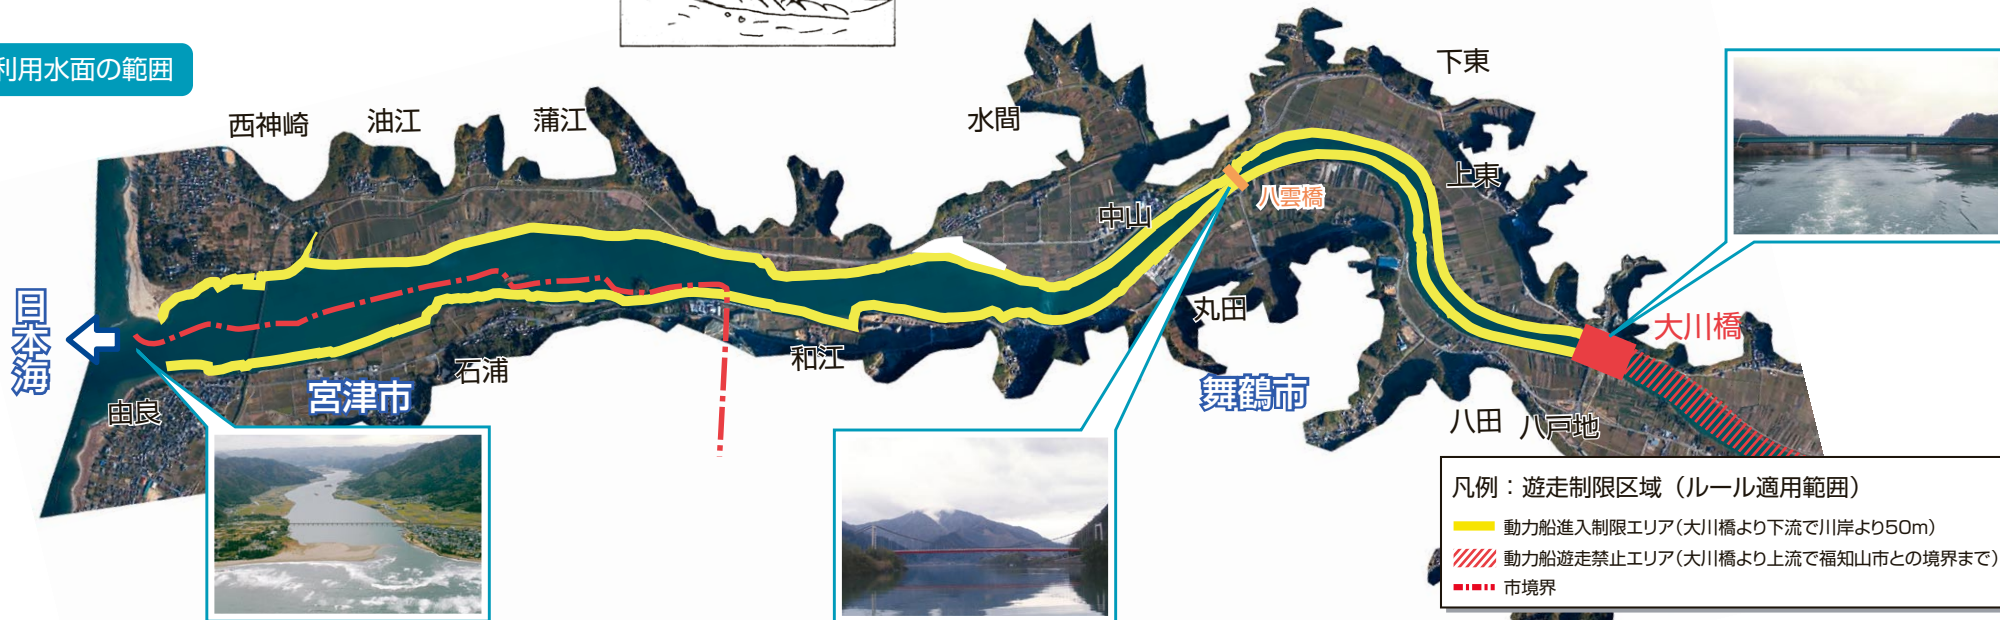 利用水面の範囲
西神崎
油江
蒲江
水間
下東
上東
中山
八雲橋
日本海
由良
宮津市
石浦
和江
丸田
舞鶴市
大川橋
八田
八戸地
凡例：遊走制限区域（ルール適用範囲）
動力船進入制限エリア（大川橋より下流で川岸より50m）
動力船遊走禁止エリア（大川橋より上流で福知山市との境界まで）
市境界